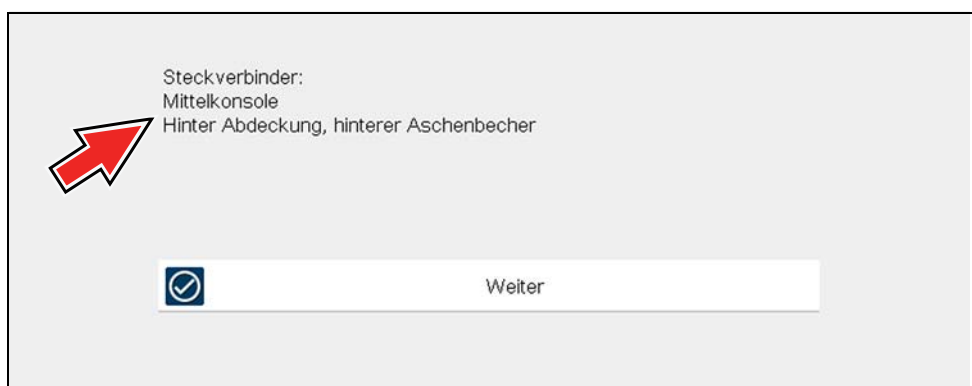 Steckverbinder:
Mittelkonsole
Hinter Abdeckung, hinterer Aschenbecher
Weiter